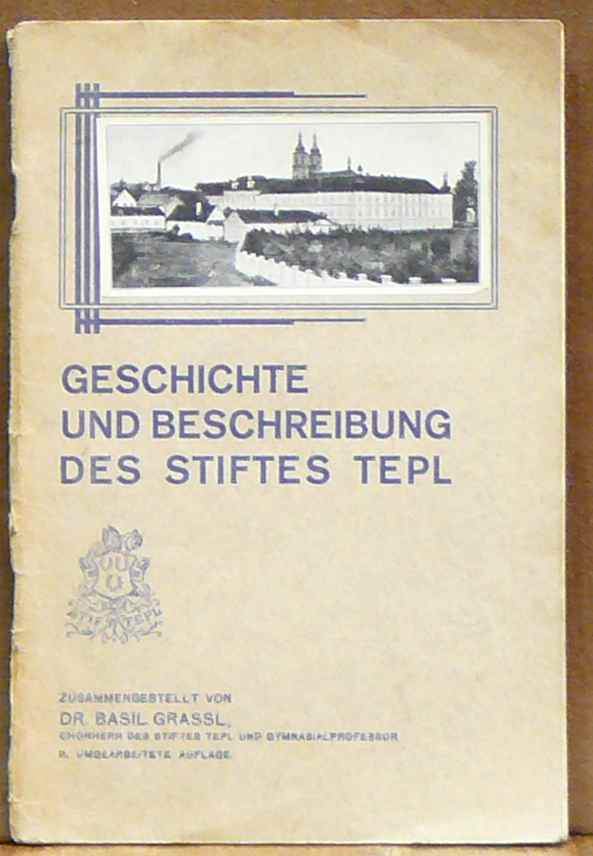 GESCHICHTE
UND BESCHREIBUNG
DES STIFTES TEPL
STIFT TEPL
ZUSAMMENGESTELLT VON
DR. BASIL GRASSL,
CHORHERR DES STIFTES TEPL UND GYMNASIALPROFESSOR
UMGEARBEITETE AUFLAGE.